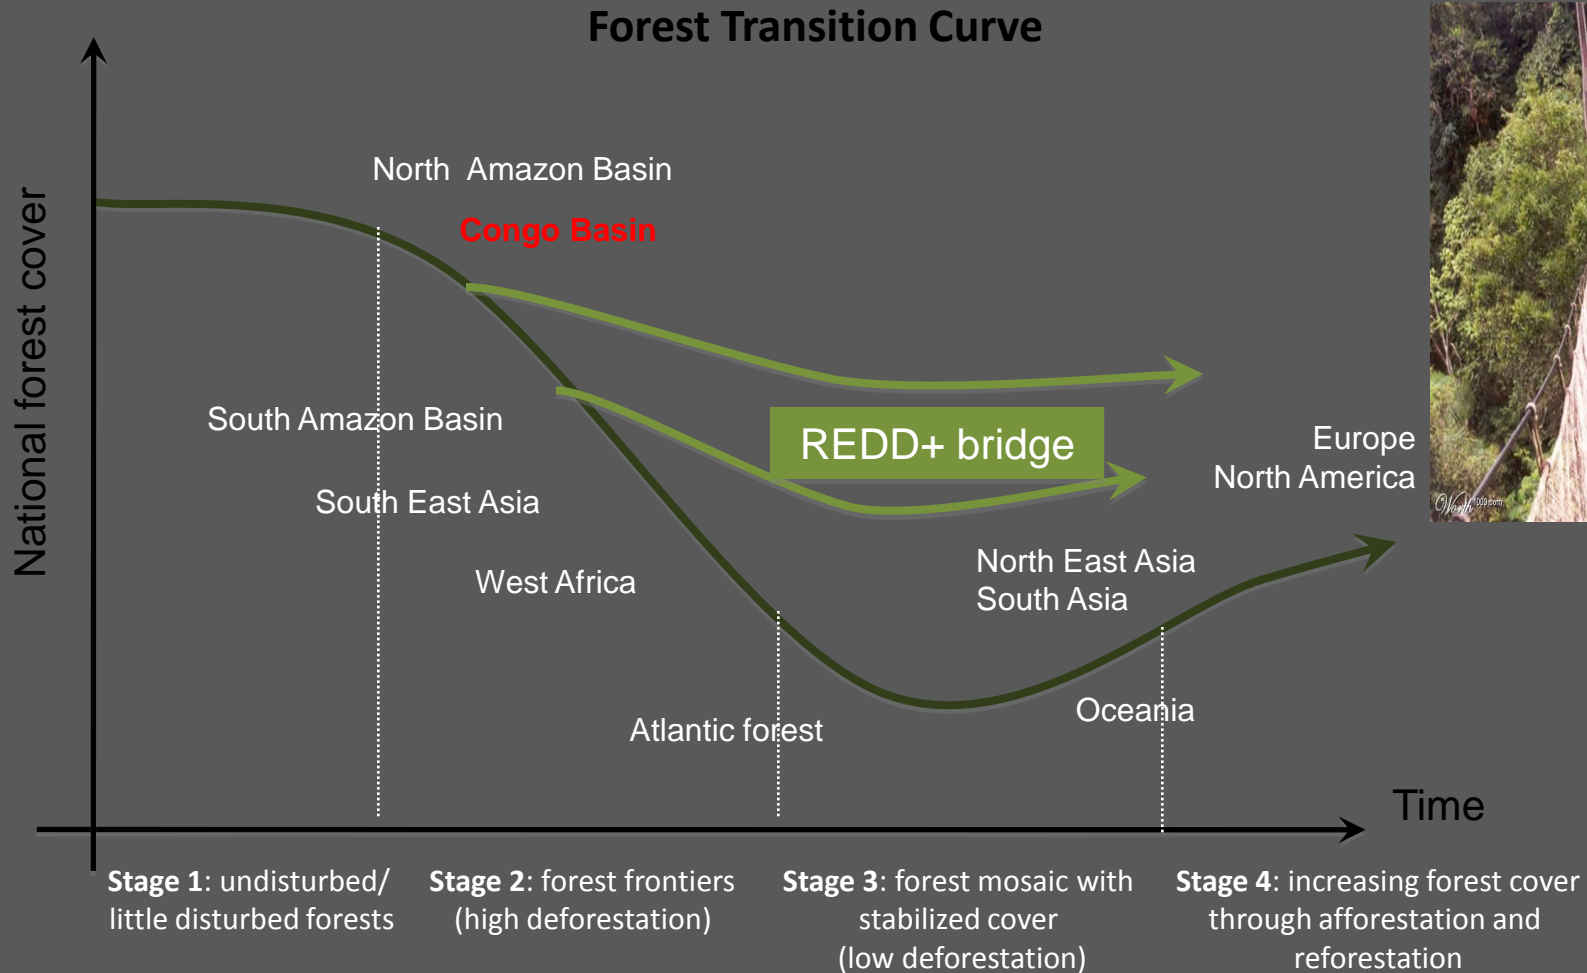 Forest Transition Curve
National forest cover
North Amazon Basin
Congo Basin
South Amazon Basin
REDD+ bridge
Europe
North America
South East Asia
West Africa
North East Asia
South Asia
Atlantic forest
Oceania
Time
Stage 1: undisturbed/
little disturbed forests
Stage 2: forest frontiers
(high deforestation)
Stage 3: forest mosaic with
stabilized cover
(low deforestation)
Stage 4: increasing forest cover
through afforestation and
reforestation
Worth1000.com